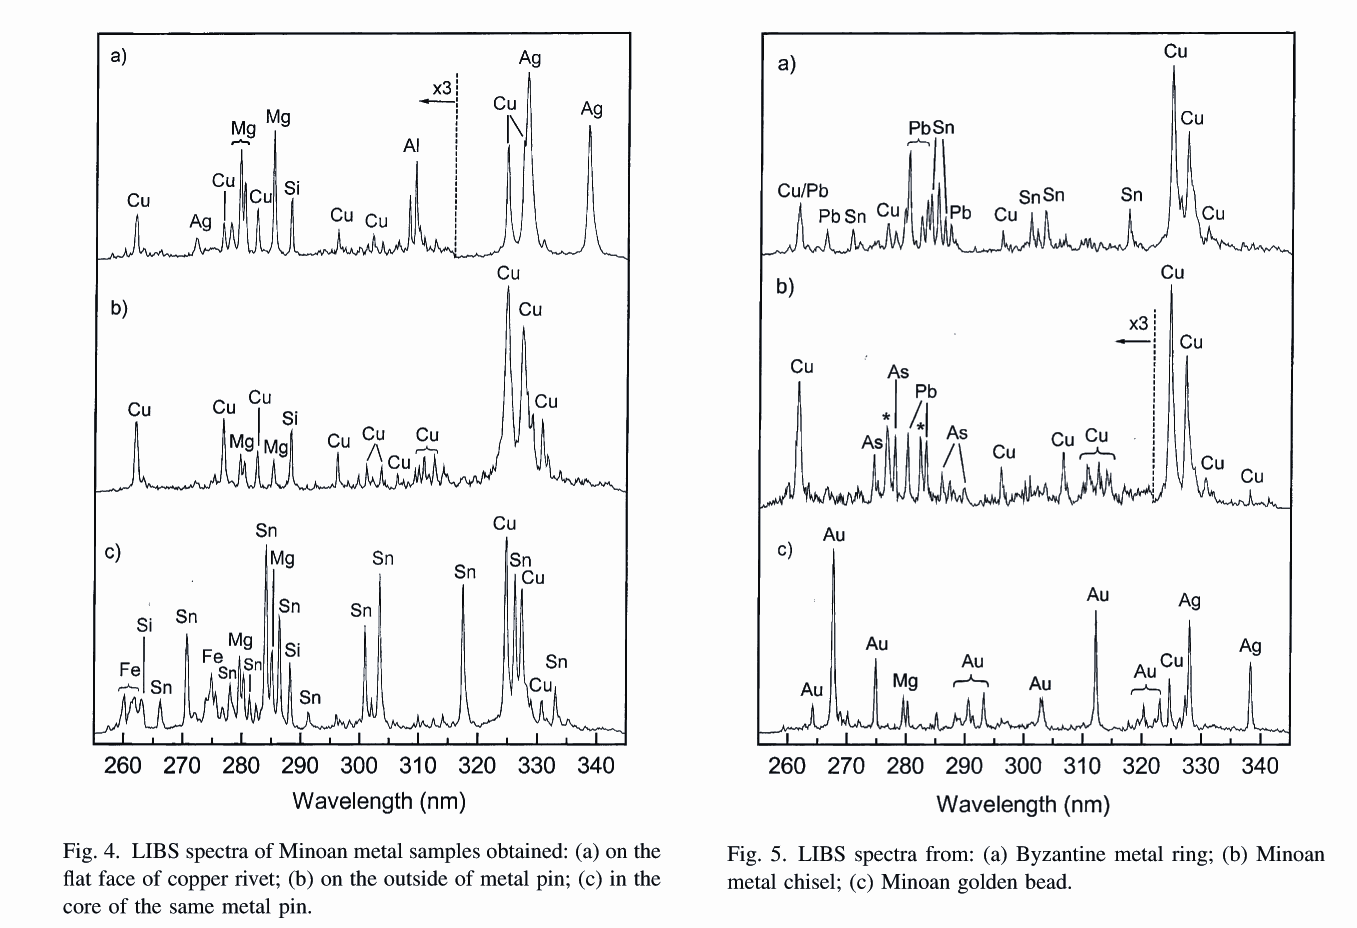 a)
x3
Ag
Cu
Ag
Mg
Mg
Al
Cu
Cu
Si
Cu
Ag
Cu
Cu
b)
Cu
Cu
Cu
Cu
Cu
Cu
Si
Mg
Mg
Cu
Cu
Cu
Cu
c)
Sn
Mg
Cu
Sn
Cu
Sn
Sn
Si
Sn
Sn
Sn
Fe
Fe
Mg
Si
Sn
Sn
Sn
Sn
Cu
Sn
260 270 280 290 300 310 320 330 340
Wavelength (nm)
Fig. 4. LIBS spectra of Minoan metal samples obtained: (a) on the
flat face of copper rivet; (b) on the outside of metal pin; (c) in the
core of the same metal pin.
a)
Cu
Cu
Pb Sn
Cu/Pb
Pb Sn Cu
Pb
Cu
Sn Sn
Sn
Cu
b)
x3
Cu
Cu
Cu
As
Pb
*
*
As
As
Cu
Cu Cu
Cu
Cu
c)
Au
Au
Ag
Au
Au
Mg
Au
Au
Au
Cu
Ag
260 270 280 290 300 310 320 330 340
Wavelength (nm)
Fig. 5. LIBS spectra from: (a) Byzantine metal ring; (b) Minoan
metal chisel; (c) Minoan golden bead.